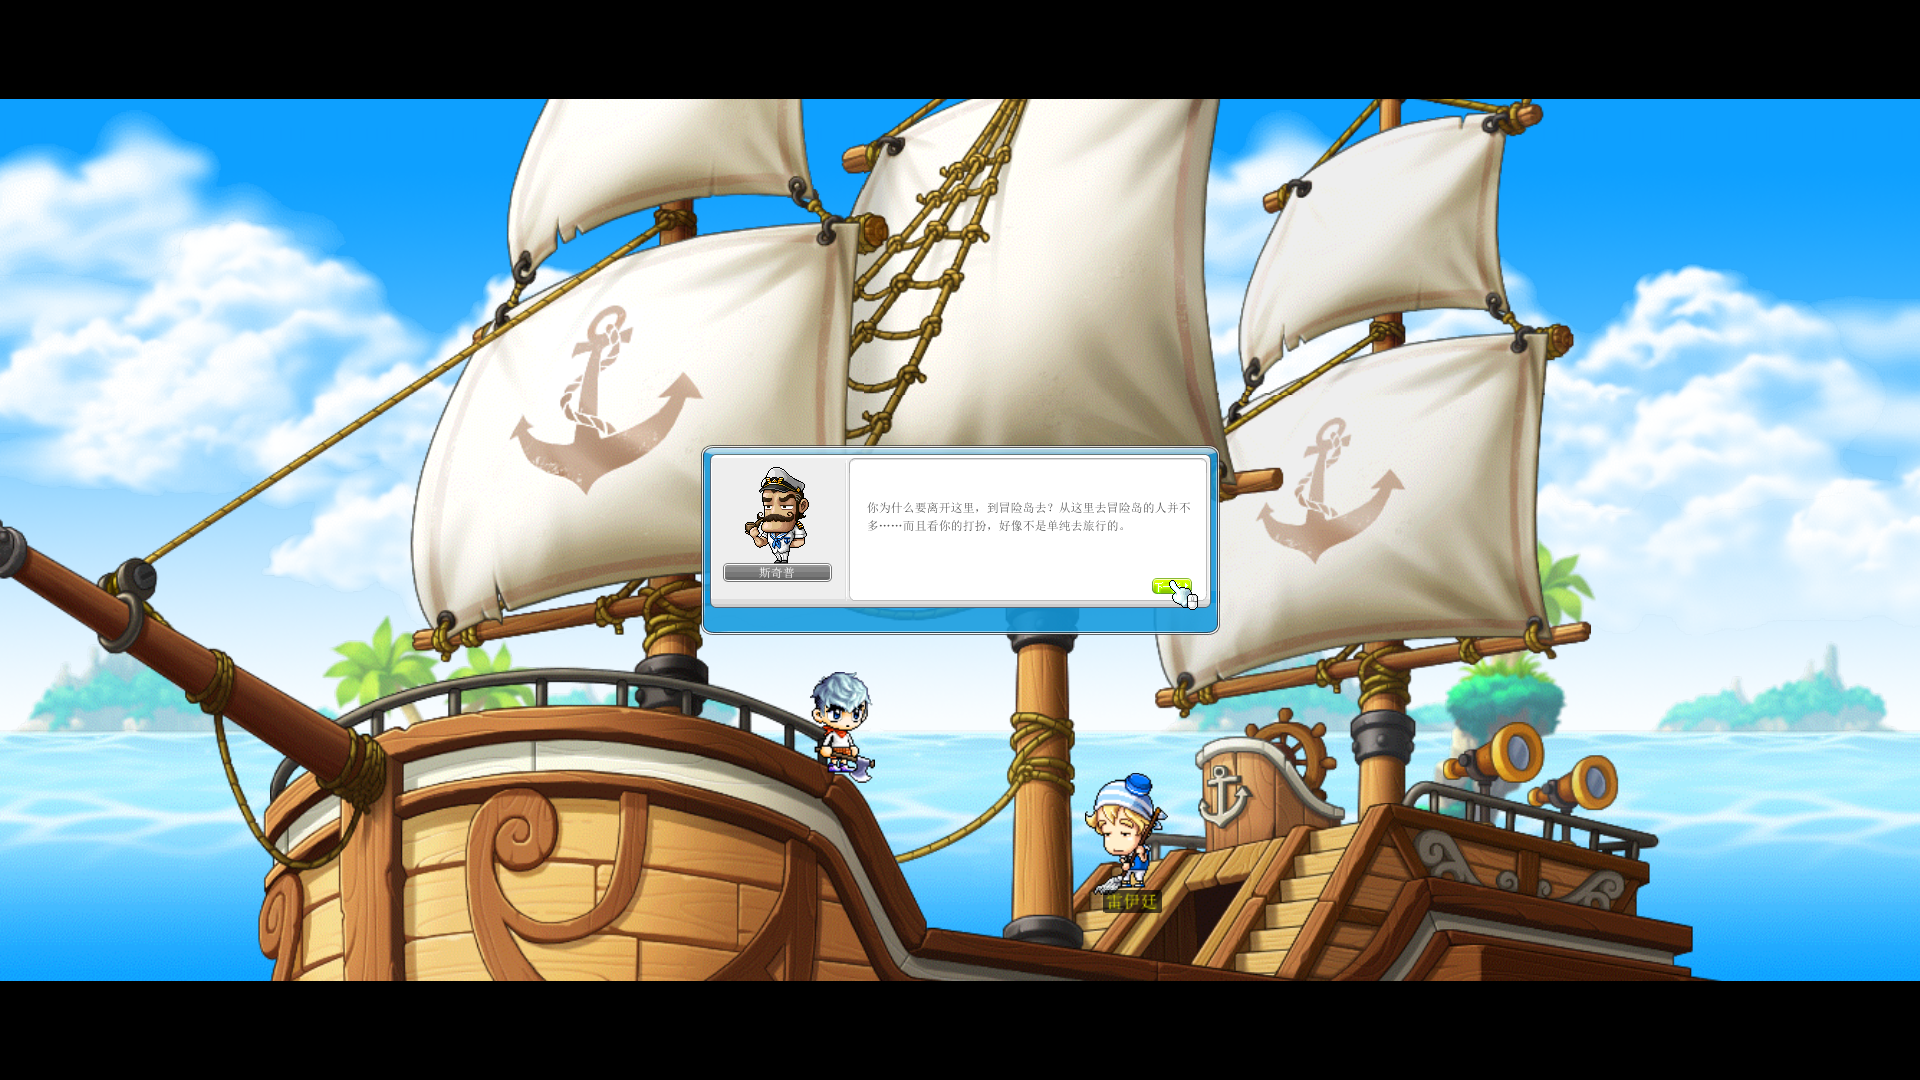 你为什么要离开这里，到冒险岛去？从这里去冒险岛的人并不
多……而且看你的打扮，好像不是单纯去旅行的。
斯奇普
雷伊廷